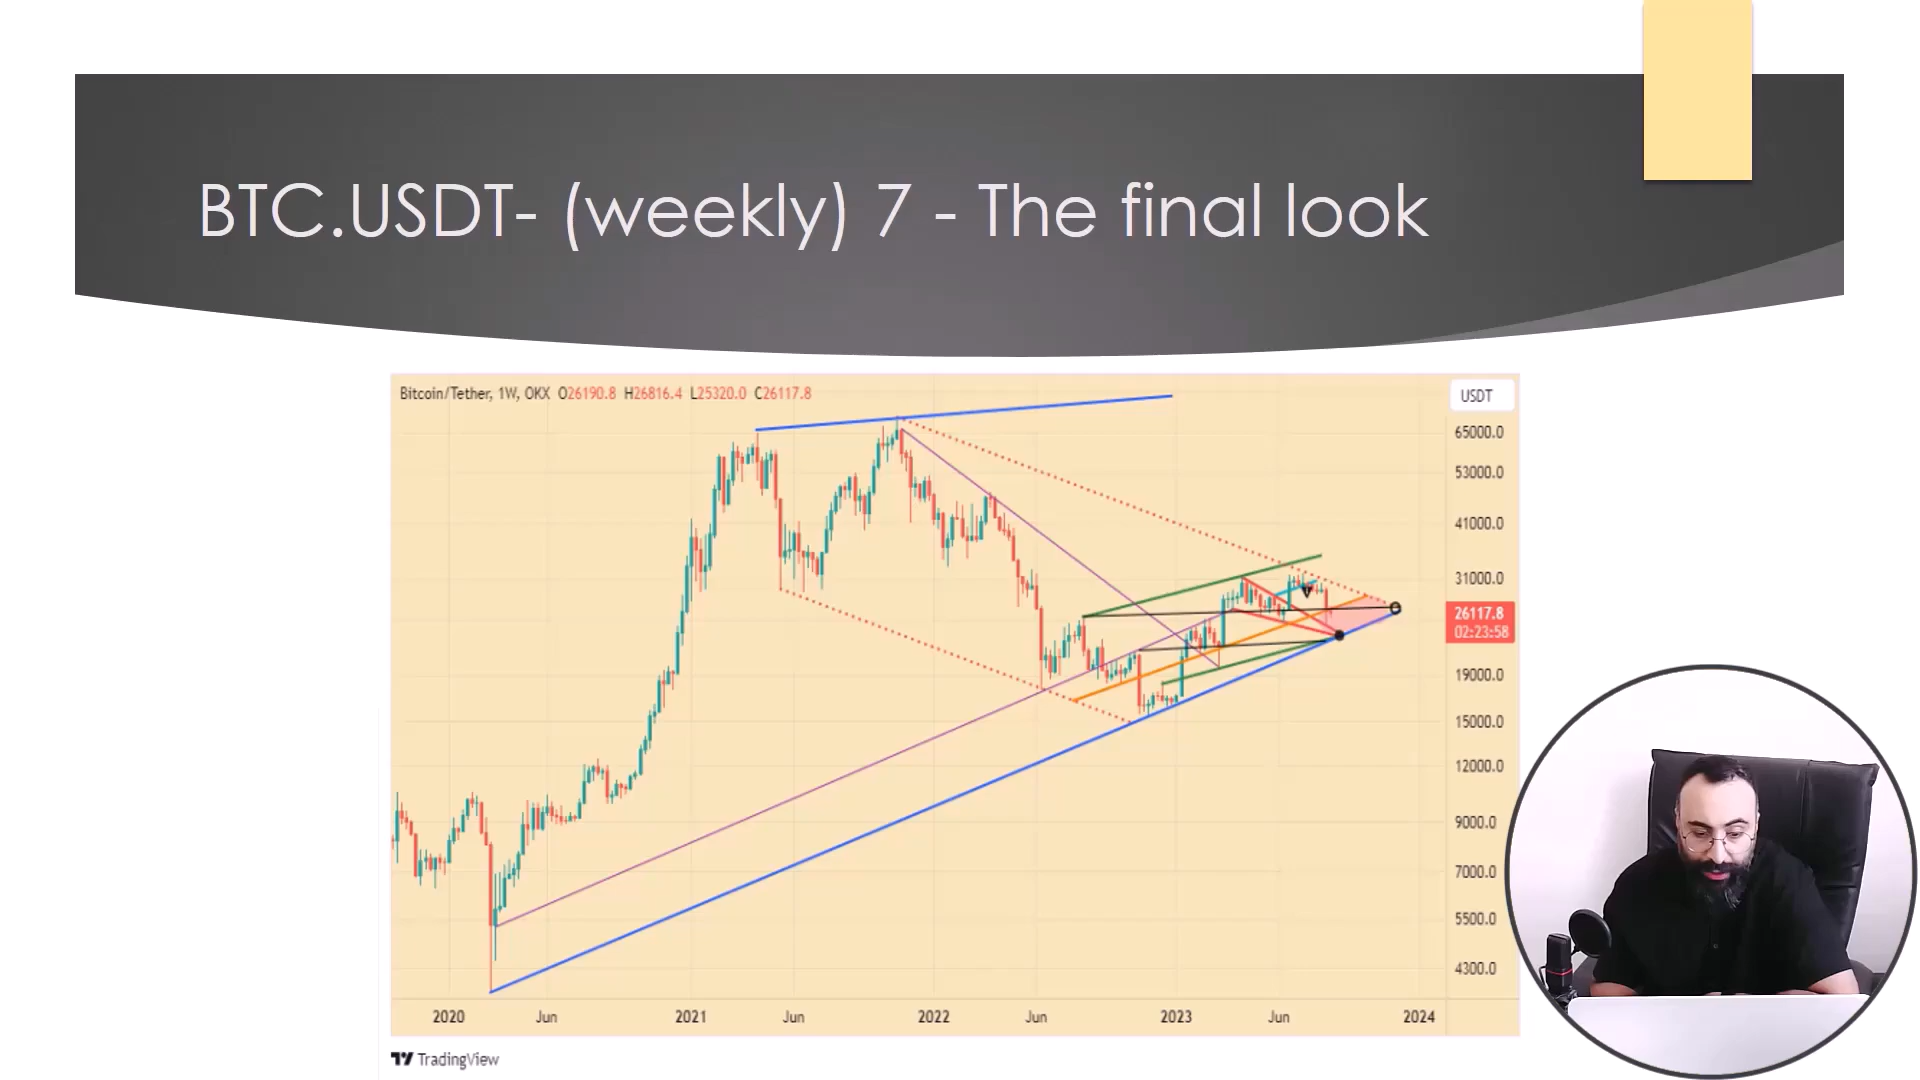 BTC.USDT- (weekly) 7 - The final look
Bitcoin/Tether, 1W, OKX O26190.8 H26816.4 L25320.0 C26117.8
USDT
65000.0
53000.0
41000.0
31000.0
26117.8
02:23:58
19000.0
15000.0
12000.0
9000.0
7000.0
5500.0
4300.0
2020 Jun 2021 Jun 2022 Jun 2023 Jun 2024
TradingView